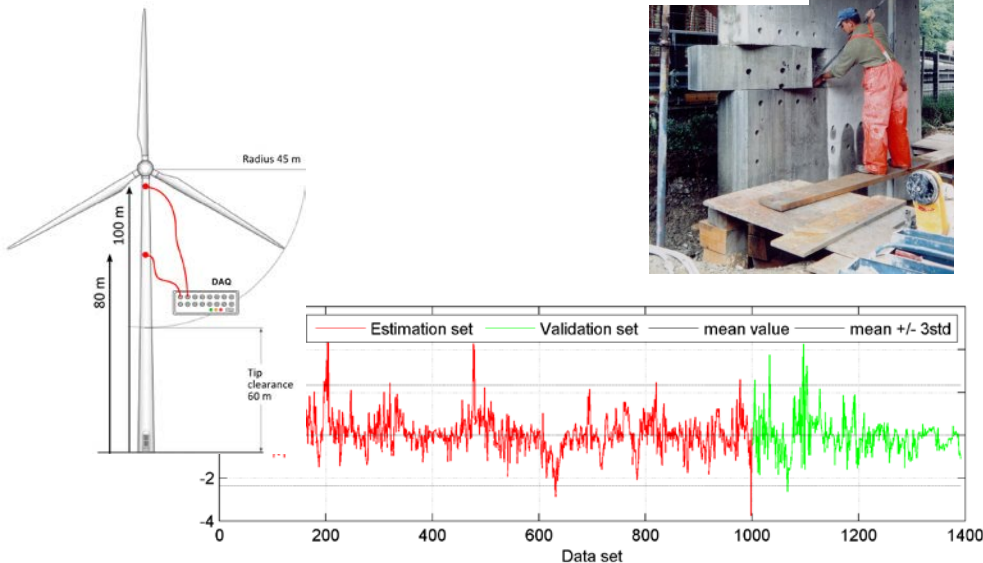 Radius 45 m
100 m
80 m
DAQ
Tip
clearance
60 m
Estimation set
Validation set
mean value
mean +/- 3std
-2
-4
0
200
400
600
800
1000
1200
1400
Data set